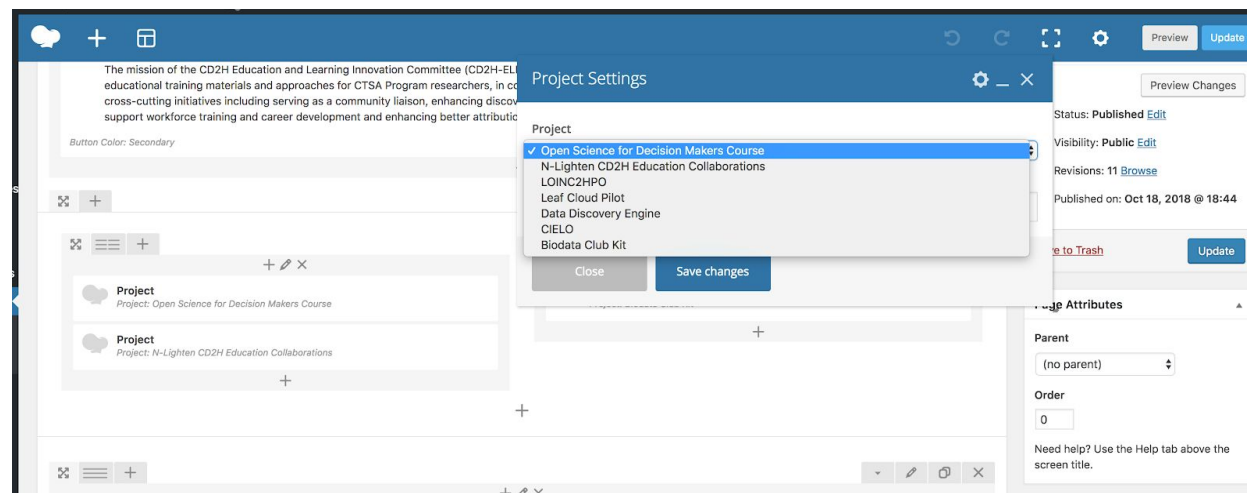 Preview
Update
The mission of the CD2H Education and Learning Innovation Committee (CD2H-ELI
educational training materials and approaches for CTSA Program researchers, in co
cross-cutting initiatives including serving as a community liaison, enhancing discov
support workforce training and career development and enhancing better attributio
Button Color: Secondary
Project
Project: Open Science for Decision Makers Course
Project
Project: N-Lighten CD2H Education Collaborations
Project Settings
Project
✓ Open Science for Decision Makers Course
N-Lighten CD2H Education Collaborations
LOINC2HPO
Leaf Cloud Pilot
Data Discovery Engine
CIELO
Biodata Club Kit
Close
Save changes
Preview Changes
Status: Published Edit
Visibility: Public Edit
Revisions: 11 Browse
Published on: Oct 18, 2018 @ 18:44
e to Trash
Update
Page Attributes
Parent
(no parent)
Order
0
Need help? Use the Help tab above the
screen title.